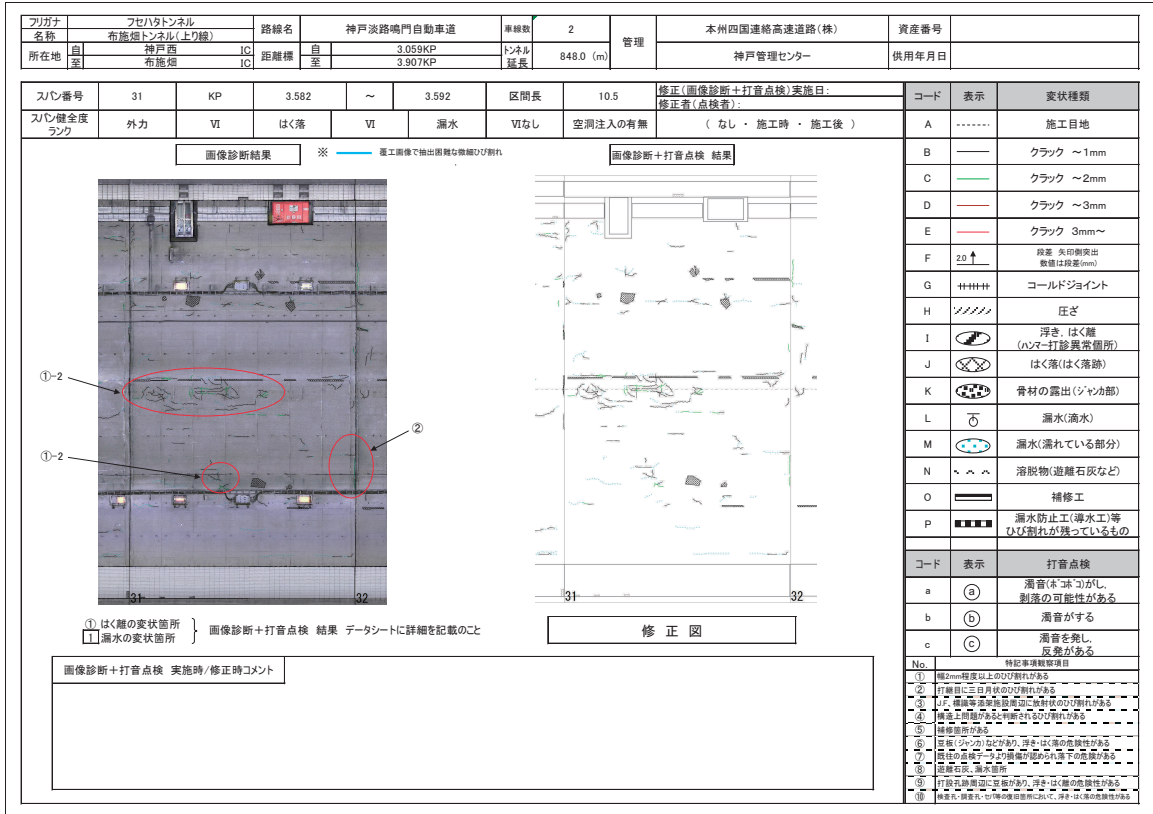 フリガナ フセハタトンネル 路線名 神戸淡路鳴門自動車道 車線数 2 管理 本州四国連絡高速道路(株) 資産番号
名称 布施畑トンネル(上り線)
所在地 自 神戸西 IC 距離標 自 3.059KP トンネル延長 848.0 (m) 神戸管理センター 供用年月日
至 布施畑 IC 至 3.907KP
スパン番号 31 KP 3.582 ~ 3.592 区間長 10.5 修正(画像診断+打音点検)実施日:
修正者(点検者):
スパン健全度ランク 外力 Ⅵ はく落 Ⅵ 漏水 Ⅵなし 空洞注入の有無 ( なし ・ 施工時 ・ 施工後 )
画像診断結果 ※ 覆工画像で抽出困難な微細ひび割れ
画像診断+打音点検 結果
①-2
①-2
②
31
32
31
32
① はく離の変状箇所
1 漏水の変状箇所
} 画像診断+打音点検 結果 データシートに詳細を記載のこと
修 正 図
画像診断+打音点検 実施時/修正時コメント
コード 表示 変状種類
A 施工目地
B クラック ~1mm
C クラック ~2mm
D クラック ~3mm
E クラック 3mm~
F 2.0 段差 矢印側突出
数値は段差(mm)
G コールドジョイント
H 圧ざ
I 浮き, はく離
(ハンマー打診異常個所)
J はく落(はく落跡)
K 骨材の露出(ジャンカ部)
L 漏水(滴水)
M 漏水(濡れている部分)
N 溶脱物(遊離石灰など)
O 補修工
P 漏水防止工(導水工)等
ひび割れが残っているもの
コード 表示 打音点検
a ⓐ 濁音(ボコボコ)がし,
剥落の可能性がある
b ⓑ 濁音がする
c ⓒ 濁音を発し,
反発がある
No. 特記事項観察項目
① 幅2mm程度以上のひび割れがある
② 打継目に三日月状のひび割れがある
③ J.F、標識等添架施設周辺に放射状のひび割れがある
④ 構造上問題があると判断されるひび割れがある
⑤ 補修箇所がある
⑥ 豆板(ジャンカ)などがあり、浮き・はく落の危険性がある
⑦ 既往の点検データより損傷が認められ落下の危険がある
⑧ 遊離石灰、漏水箇所
⑨ 打設孔跡周辺に豆板があり、浮き・はく離の危険性がある
⑩ 検査孔・調査孔・セパ等の復旧箇所において、浮き・はく落の危険性がある